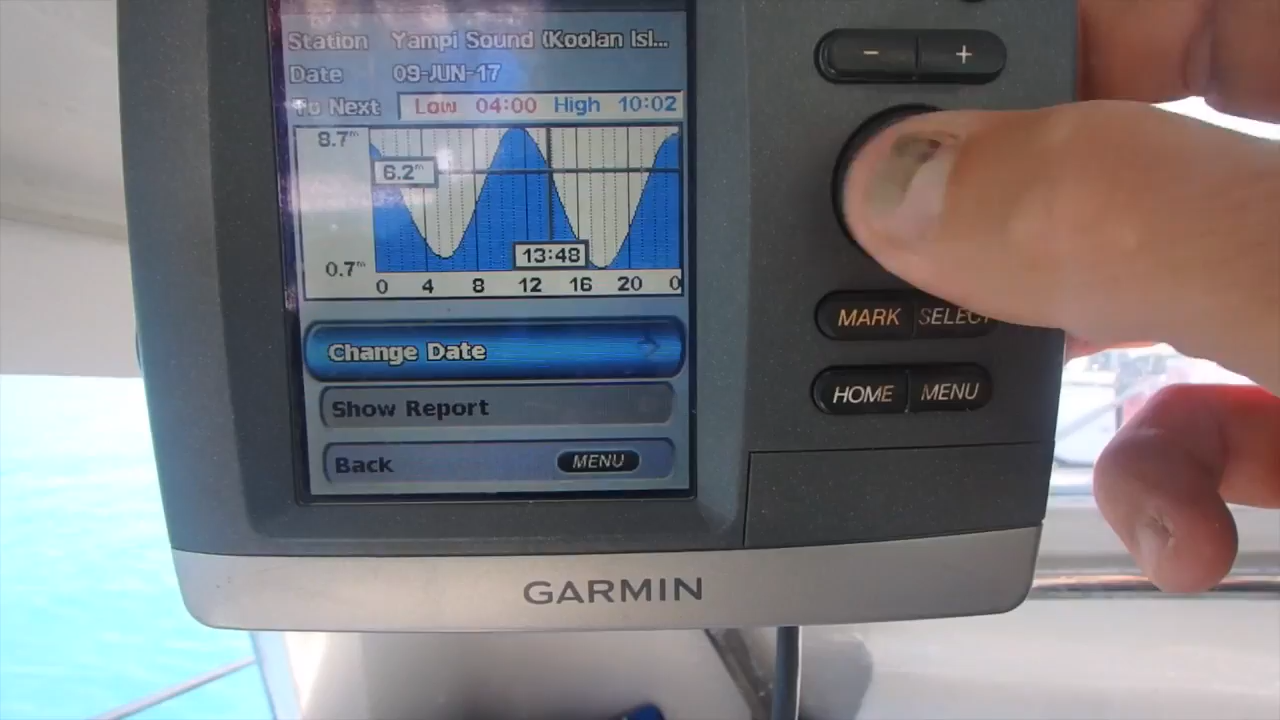 Station Yampi Sound (Koolan Isl...
Date 09-JUN-17
To Next Low 04:00 High 10:02
8.7m
6.2m
0.7m
13:48
0 4 8 12 16 20 0
Change Date
Show Report
Back MENU
- +
MARK SELECT
HOME MENU
GARMIN